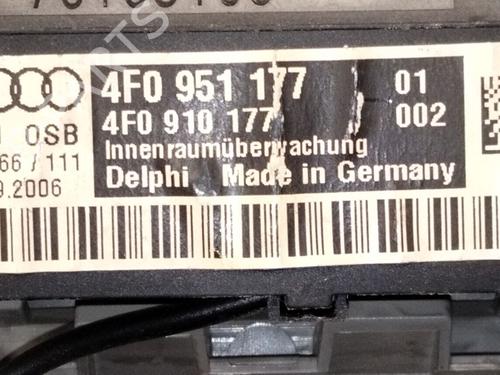 4F0 951 177 01
4F0 910 177 002
OSB
Innenraumüberwachung
66 / 111
Delphi Made in Germany
9.2006